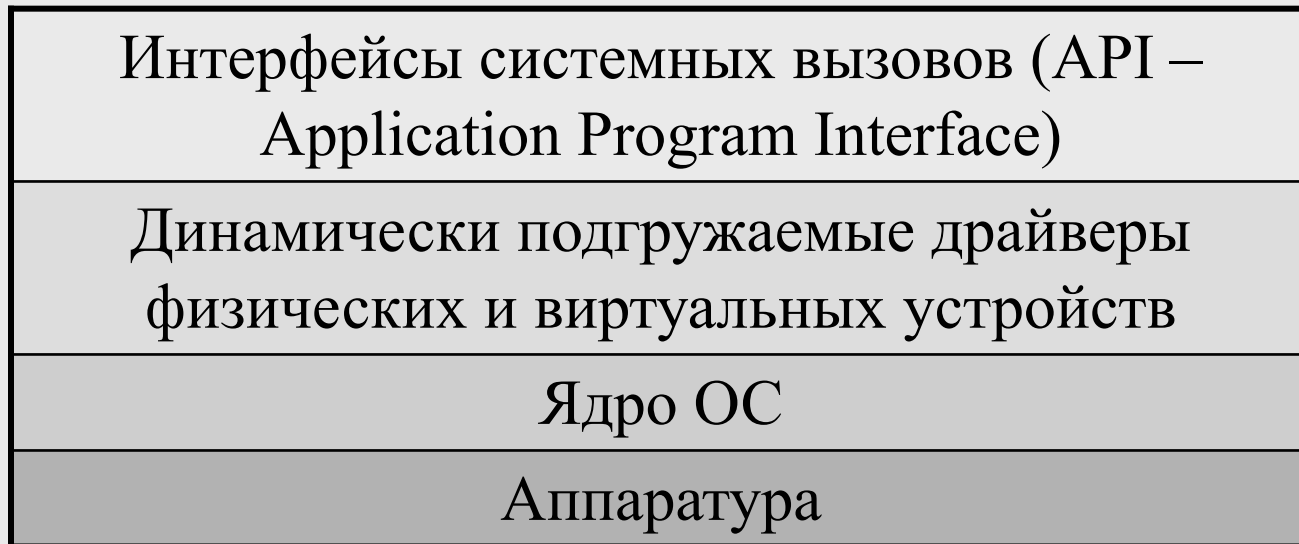 Интерфейсы системных вызовов (API –
Application Program Interface)
Динамически подгружаемые драйверы
физических и виртуальных устройств
Ядро ОС
Аппаратура